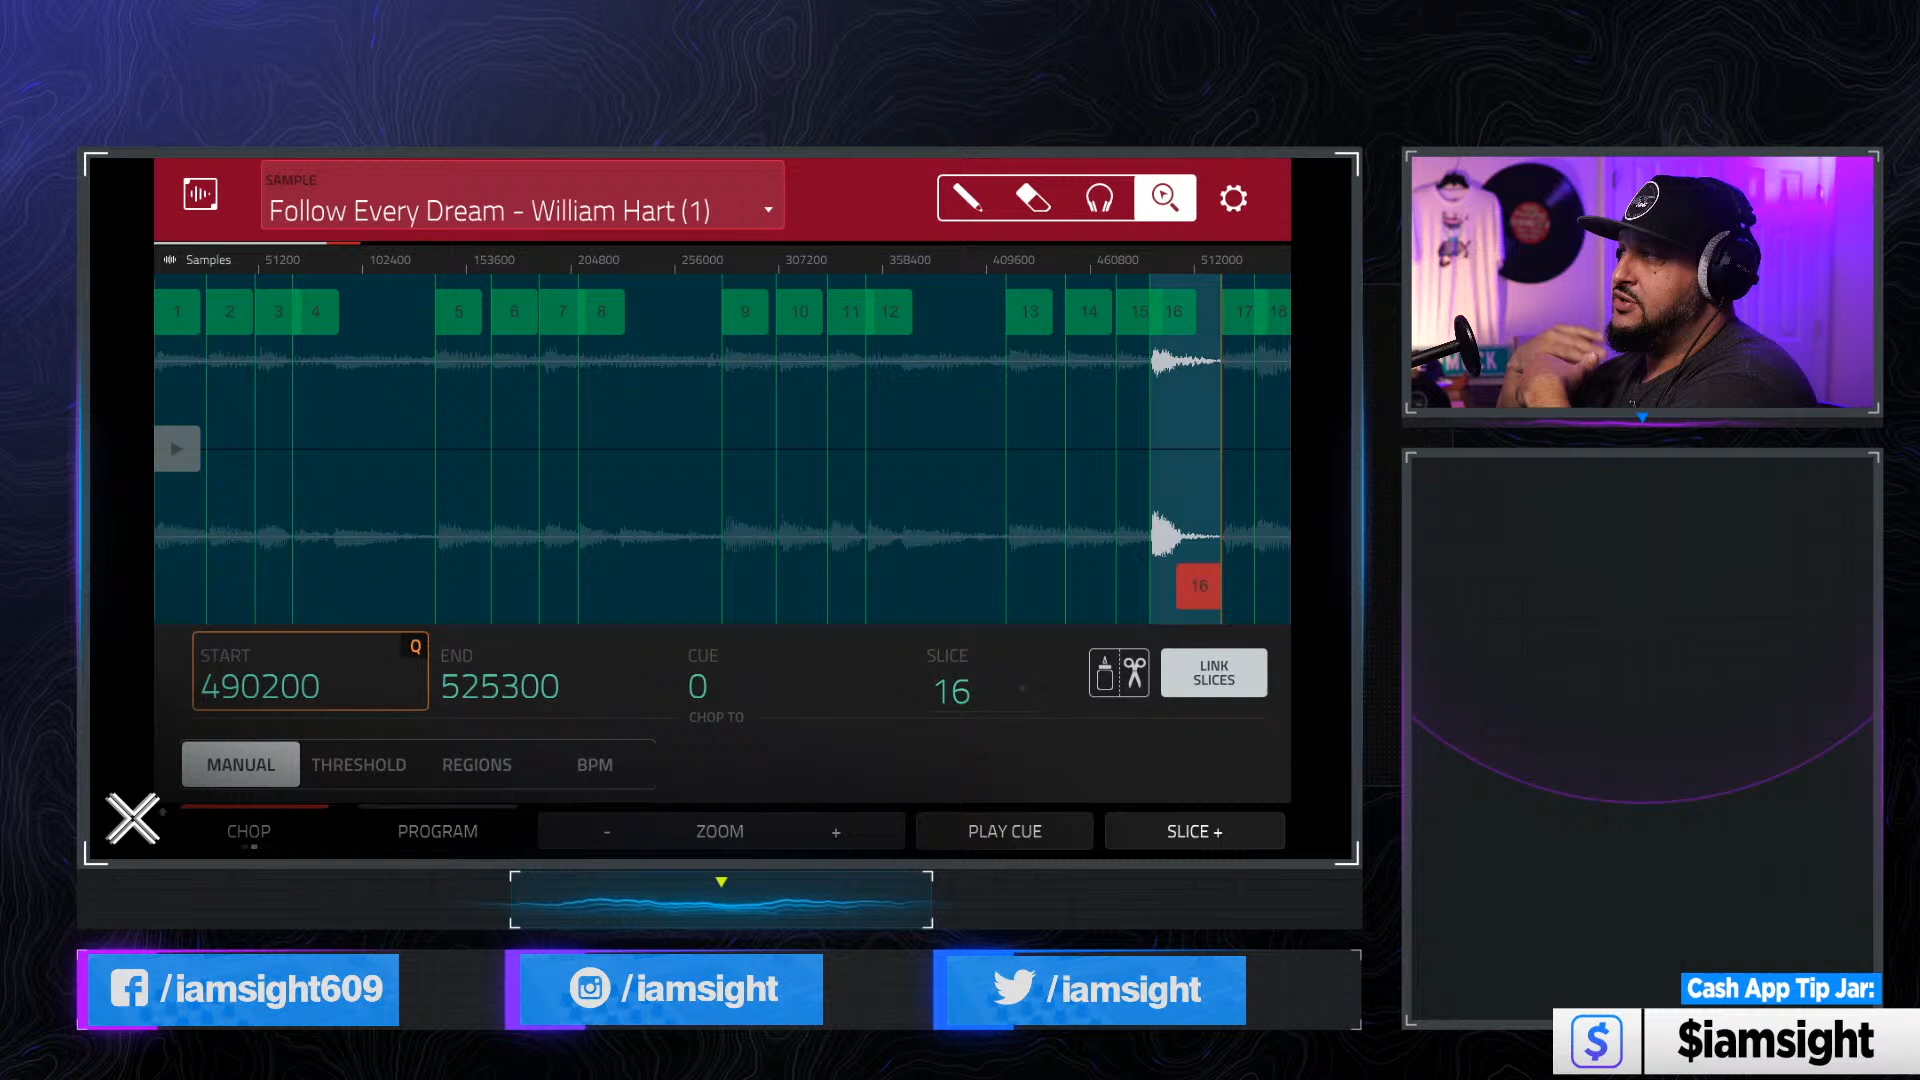 SAMPLE
Follow Every Dream - William Hart (1)
Samples 51200 102400 153600 204800 256000 307200 358400 409600 460800 512000
1 2 3 4 5 6 7 8 9 10 11 12 13 14 15 16 17 18
16
START Q END CUE SLICE
490200 525300 0 16
LINK
SLICES
CHOP TO
MANUAL THRESHOLD REGIONS BPM
CHOP PROGRAM - ZOOM + PLAY CUE SLICE +
/iamsight609 /iamsight /iamsight
Cash App Tip Jar:
$ $iamsight